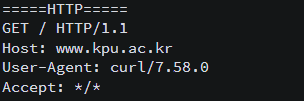 =====HTTP=====
GET / HTTP/1.1
Host: www.kpu.ac.kr
User-Agent: curl/7.58.0
Accept: */*